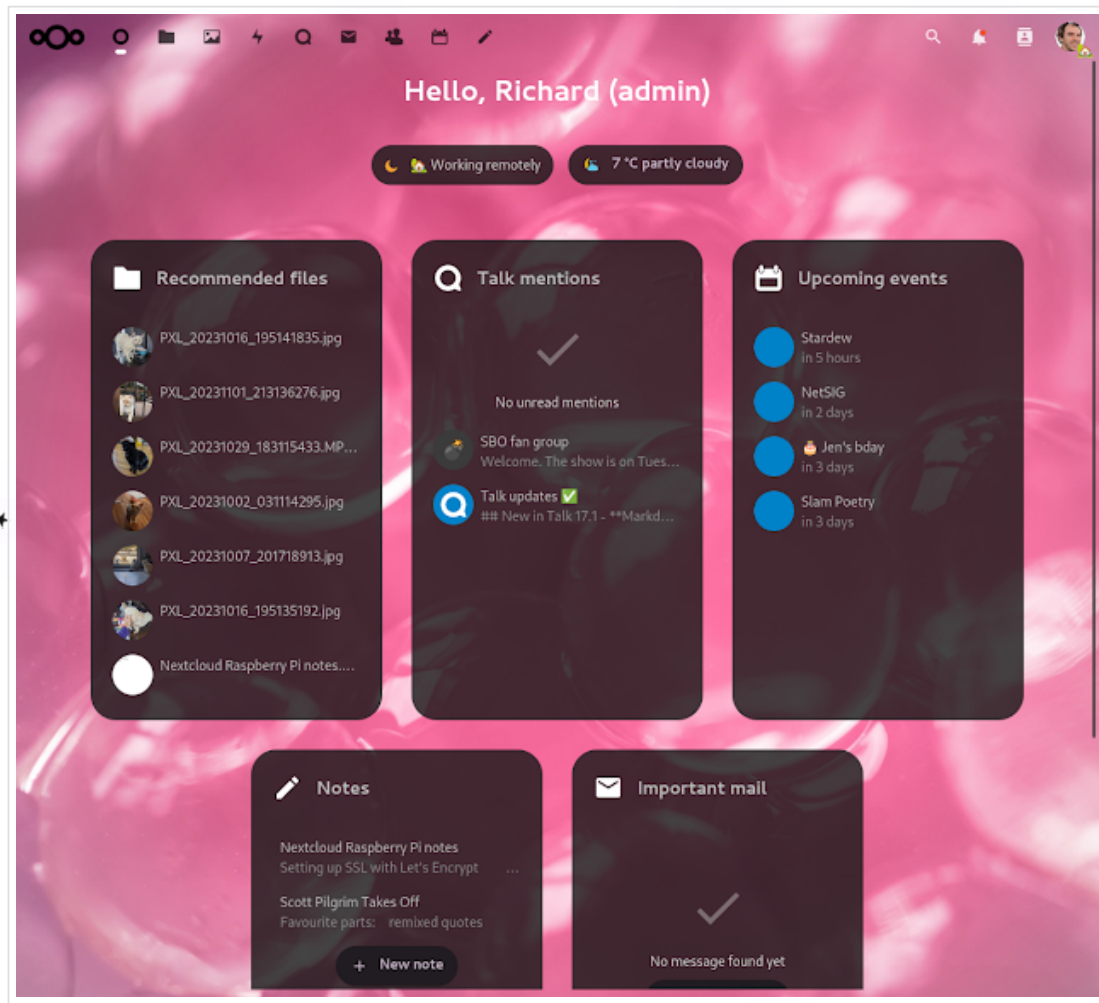 Hello, Richard (admin)
🏡 Working remotely
7 °C partly cloudy
Recommended files
PXL_20231016_195141835.jpg
PXL_20231101_213136276.jpg
PXL_20231029_183115433.MP...
PXL_20231002_031114295.jpg
PXL_20231007_201718913.jpg
PXL_20231016_195135192.jpg
Nextcloud Raspberry Pi notes....
Talk mentions
No unread mentions
SBO fan group
Welcome. The show is on Tues...
Talk updates ✅
## New in Talk 17.1 - **Markd...
Upcoming events
Stardew
in 5 hours
NetSIG
in 2 days
🎂 Jen's bday
in 3 days
Slam Poetry
in 3 days
Notes
Nextcloud Raspberry Pi notes
Setting up SSL with Let's Encrypt ...
Scott Pilgrim Takes Off
Favourite parts: remixed quotes
+ New note
Important mail
No message found yet